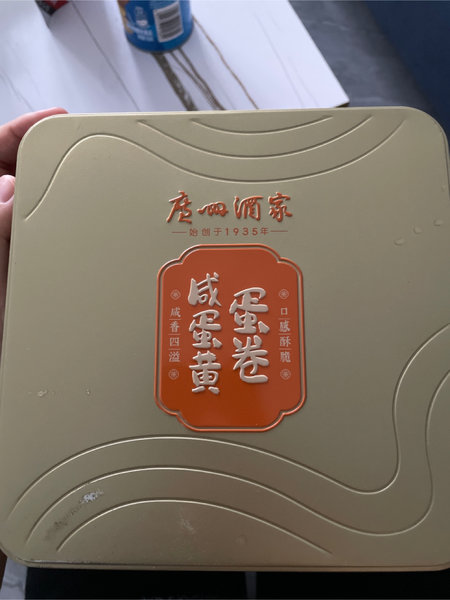 廣州酒家
始创于1935年
咸蛋黄
蛋卷
口感酥脆
咸香四溢